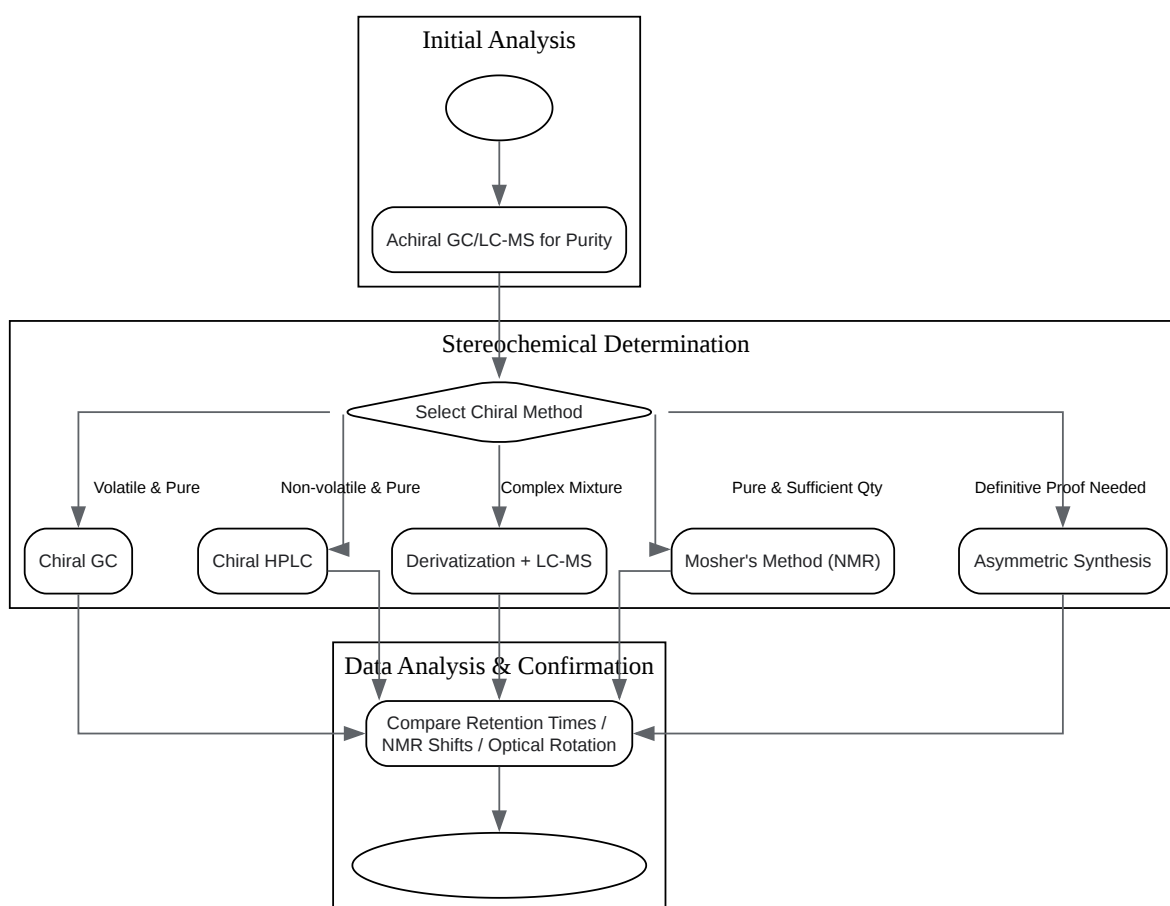 Initial Analysis
Achiral GC/LC-MS for Purity
Stereochemical Determination
Select Chiral Method
Volatile & Pure
Non-volatile & Pure
Complex Mixture
Pure & Sufficient Qty
Definitive Proof Needed
Chiral GC
Chiral HPLC
Derivatization + LC-MS
Mosher's Method (NMR)
Asymmetric Synthesis
Data Analysis & Confirmation
Compare Retention Times /
NMR Shifts / Optical Rotation